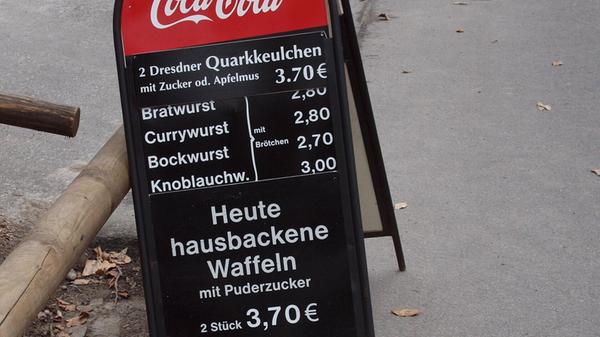 Coca-Cola
2 Dresdner Quarkkeulchen
mit Zucker od. Apfelmus 3.70€
Bratwurst 2,80
Currywurst 2,80
mit
Brötchen
Bockwurst 2,70
Knoblauchw. 3,00
Heute
hausbackene
Waffeln
mit Puderzucker
2 Stück 3,70€